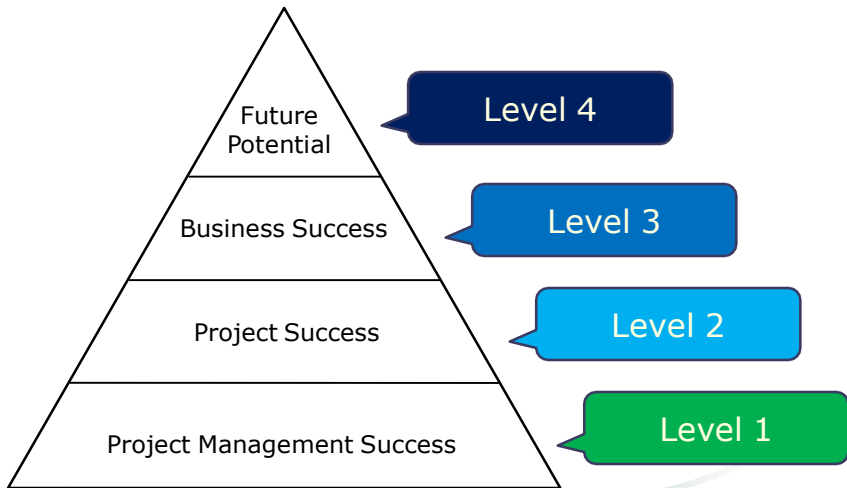 Future
Potential
Level 4
Business Success
Level 3
Project Success
Level 2
Project Management Success
Level 1